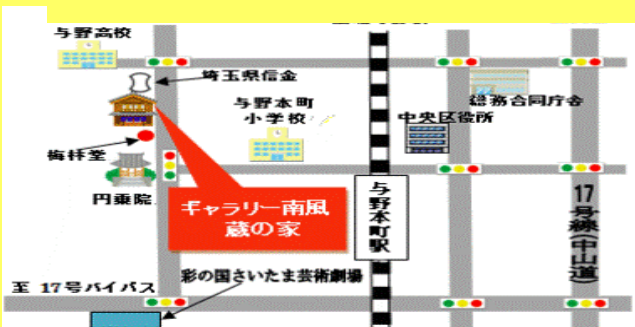 与野高校
埼玉県信金
与野本町
小学校
総務合同庁舎
中央区役所
梅林堂
円乗院
ギャラリー南風
蔵の家
与野本町駅
17号線(中山道)
彩の国さいたま芸術劇場
至 17号バイパス